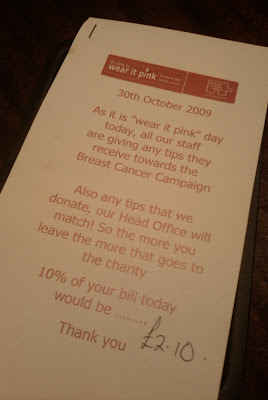 wear it pink
30th October 2009
As it is "wear it pink" day
today, all our staff
are giving any tips they
receive towards the
Breast Cancer Campaign
Also any tips that we
donate, our Head Office will
match! So the more you
leave the more that goes to
the charity
10% of your bill today
would be ........
Thank you £2.10.